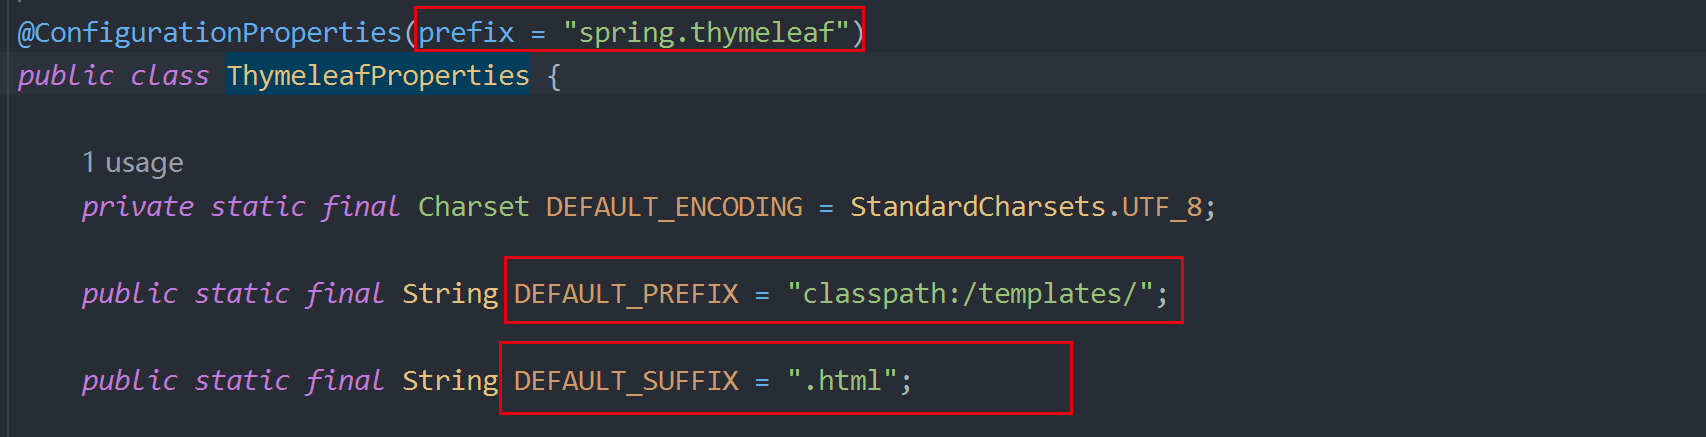 @ConfigurationProperties(prefix = "spring.thymeleaf")
public class ThymeleafProperties {
1 usage
private static final Charset DEFAULT_ENCODING = StandardCharsets.UTF_8;
public static final String DEFAULT_PREFIX = "classpath:/templates/";
public static final String DEFAULT_SUFFIX = ".html";